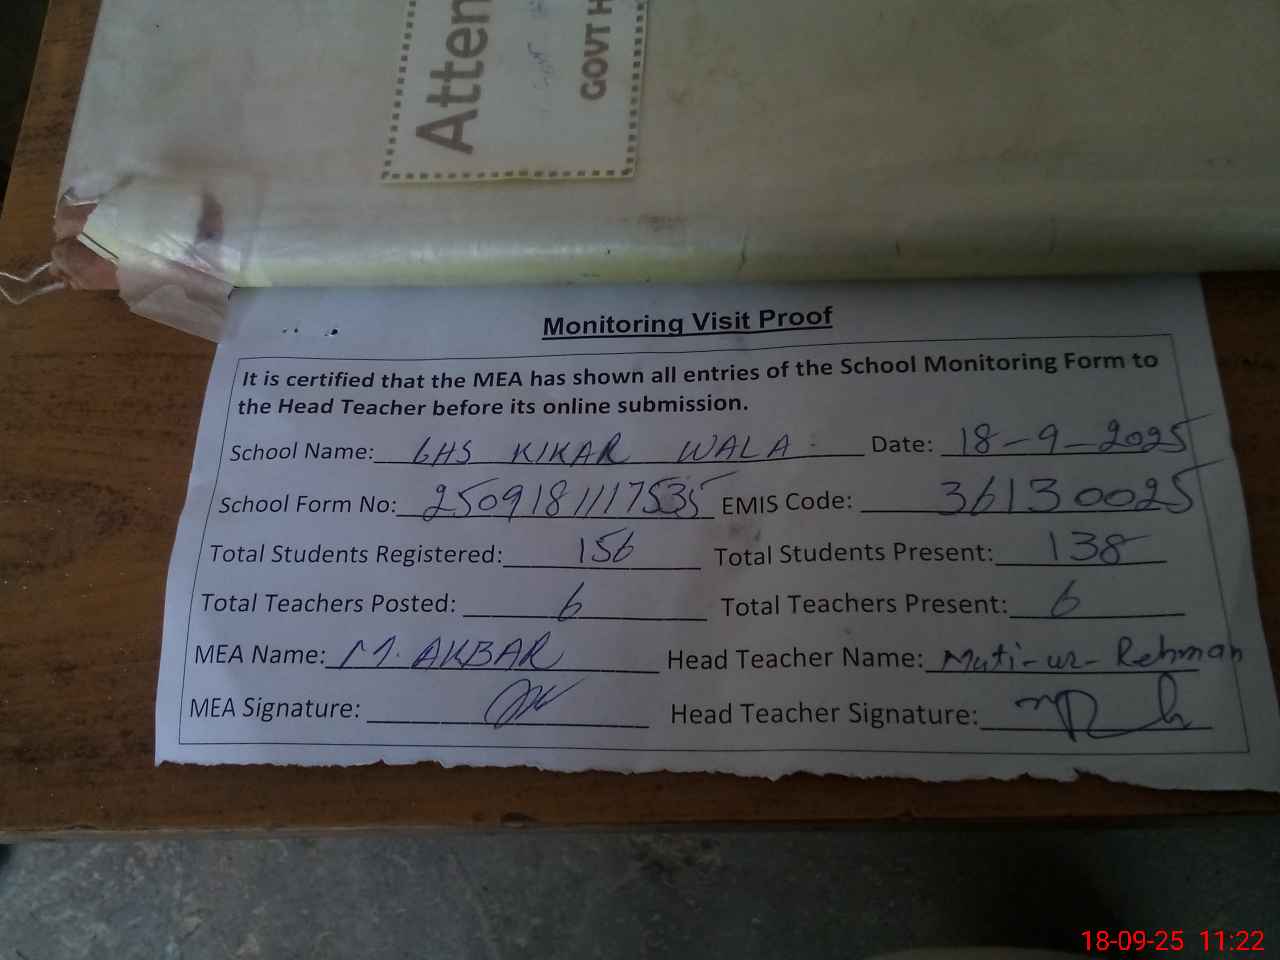 Atten
GOVT H
Monitoring Visit Proof
It is certified that the MEA has shown all entries of the School Monitoring Form to
the Head Teacher before its online submission.
School Name: GHS KIKAR WALA Date: 18-9-2025
School Form No: 2509181117535 EMIS Code: 36130025
Total Students Registered: 156 Total Students Present: 138
Total Teachers Posted: 6 Total Teachers Present: 6
MEA Name: M. AKBAR Head Teacher Name: Muti-ur-Rehman
MEA Signature: Head Teacher Signature:
18-09-25 11:22